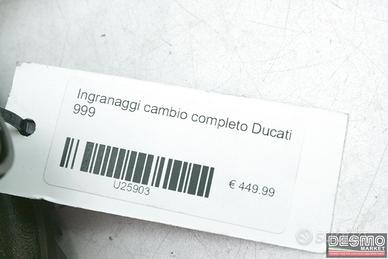 Ingranaggi cambio completo Ducati
999
U25903
€ 449.99
DESMO
MARKET